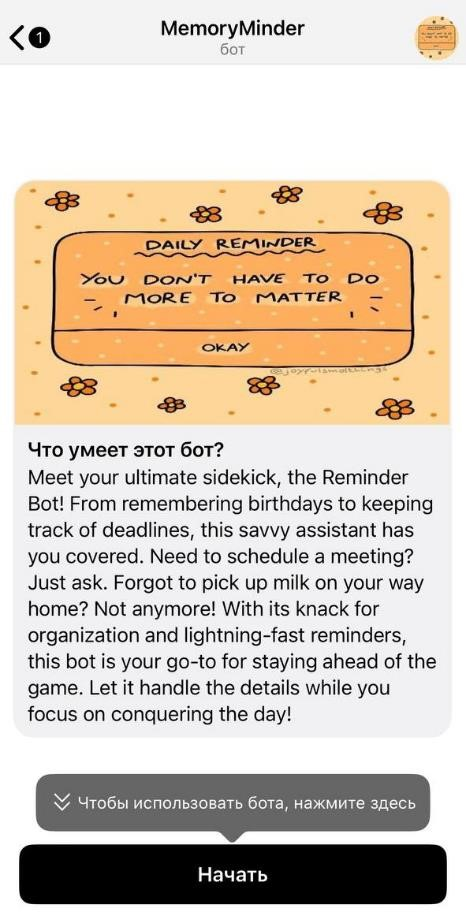 1
MemoryMinder
бот
DAILY REMINDER
YOU DON'T HAVE TO DO
MORE TO MATTER
OKAY
@joyfulsmallthings
Что умеет этот бот?
Meet your ultimate sidekick, the Reminder
Bot! From remembering birthdays to keeping
track of deadlines, this savvy assistant has
you covered. Need to schedule a meeting?
Just ask. Forgot to pick up milk on your way
home? Not anymore! With its knack for
organization and lightning-fast reminders,
this bot is your go-to for staying ahead of the
game. Let it handle the details while you
focus on conquering the day!
Чтобы использовать бота, нажмите здесь
Начать